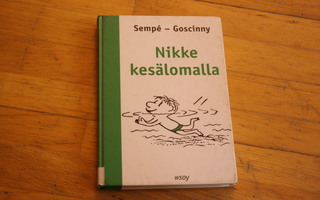 Sempé – Goscinny
Nikke
kesälomalla
wsoy